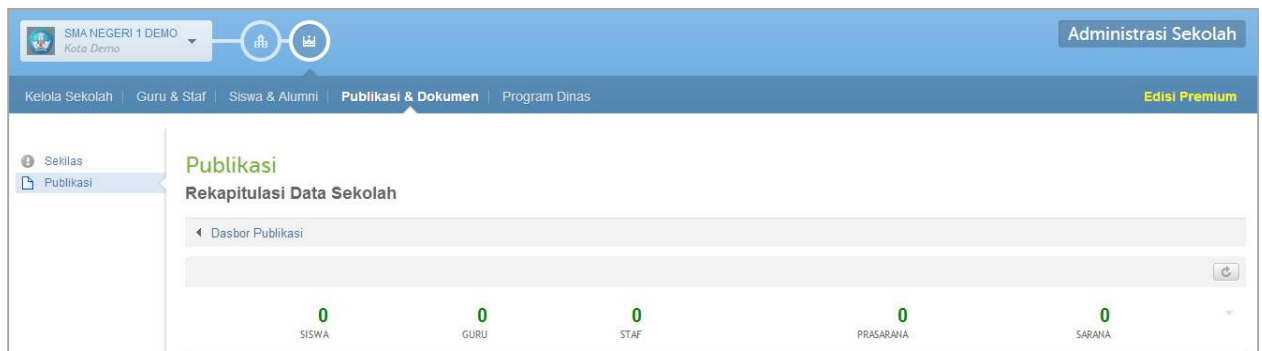 SMA NEGERI 1 DEMO
Kota Demo
Administrasi Sekolah
Kelola Sekolah | Guru & Staf | Siswa & Alumni | Publikasi & Dokumen | Program Dinas
Edisi Premium
Sekilas
Publikasi
Publikasi
Rekapitulasi Data Sekolah
Dasbor Publikasi
0 0 0 0 0
SISWA GURU STAF PRASARANA SARANA